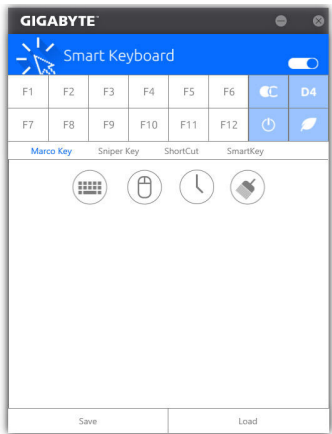 GIGABYTE
Smart Keyboard
F1 F2 F3 F4 F5 F6 D4
F7 F8 F9 F10 F11 F12
Marco Key Sniper Key ShortCut SmartKey
Save Load